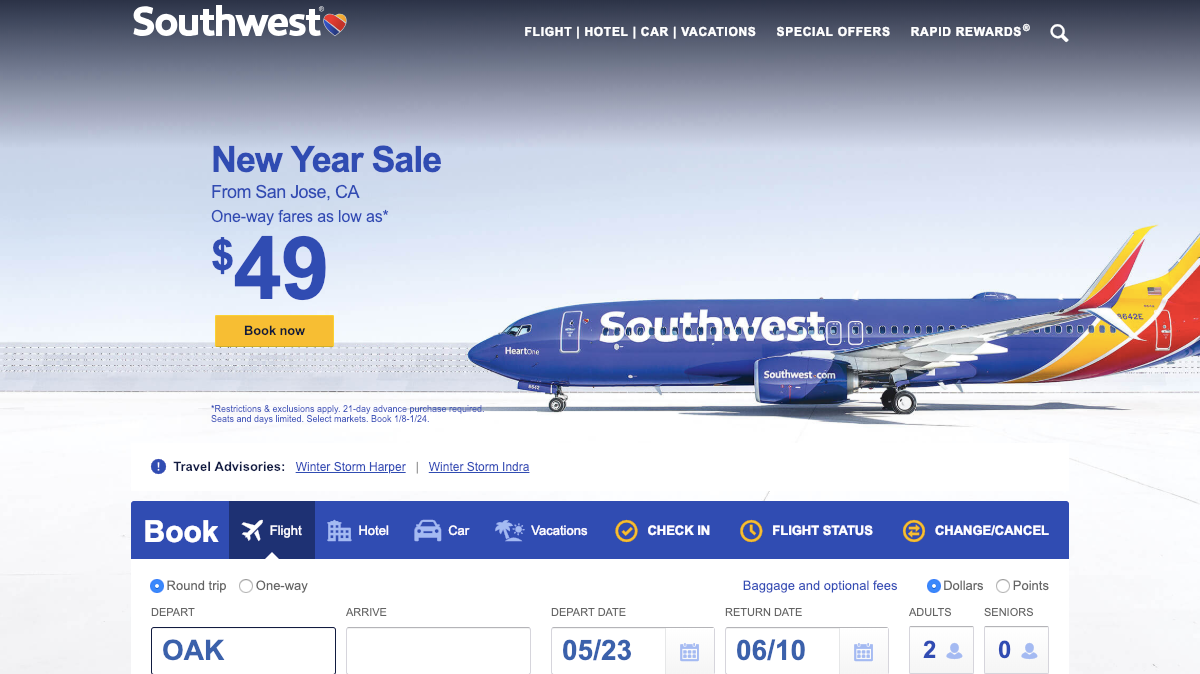 Southwest®
FLIGHT | HOTEL | CAR | VACATIONS
SPECIAL OFFERS
RAPID REWARDS®
New Year Sale
From San Jose, CA
One-way fares as low as*
$49
Book now
Southwest
HeartOne
Southwest.com
8642E
*Restrictions & exclusions apply. 21-day advance purchase required.
Seats and days limited. Select markets. Book 1/8-1/24.
! Travel Advisories: Winter Storm Harper | Winter Storm Indra
Book
Flight
Hotel
Car
Vacations
CHECK IN
FLIGHT STATUS
CHANGE/CANCEL
Round trip
One-way
Baggage and optional fees
Dollars
Points
DEPART
ARRIVE
DEPART DATE
RETURN DATE
ADULTS
SENIORS
OAK
05/23
06/10
2
0